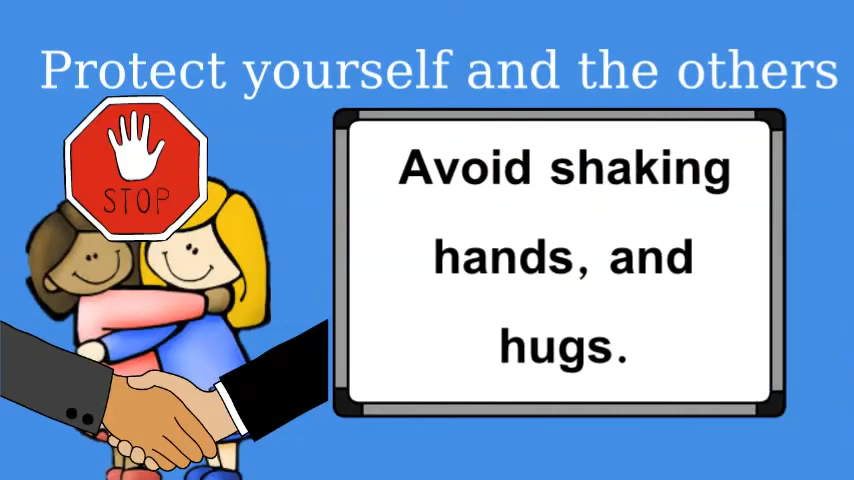 Protect yourself and the others
STOP
Avoid shaking
hands, and
hugs.